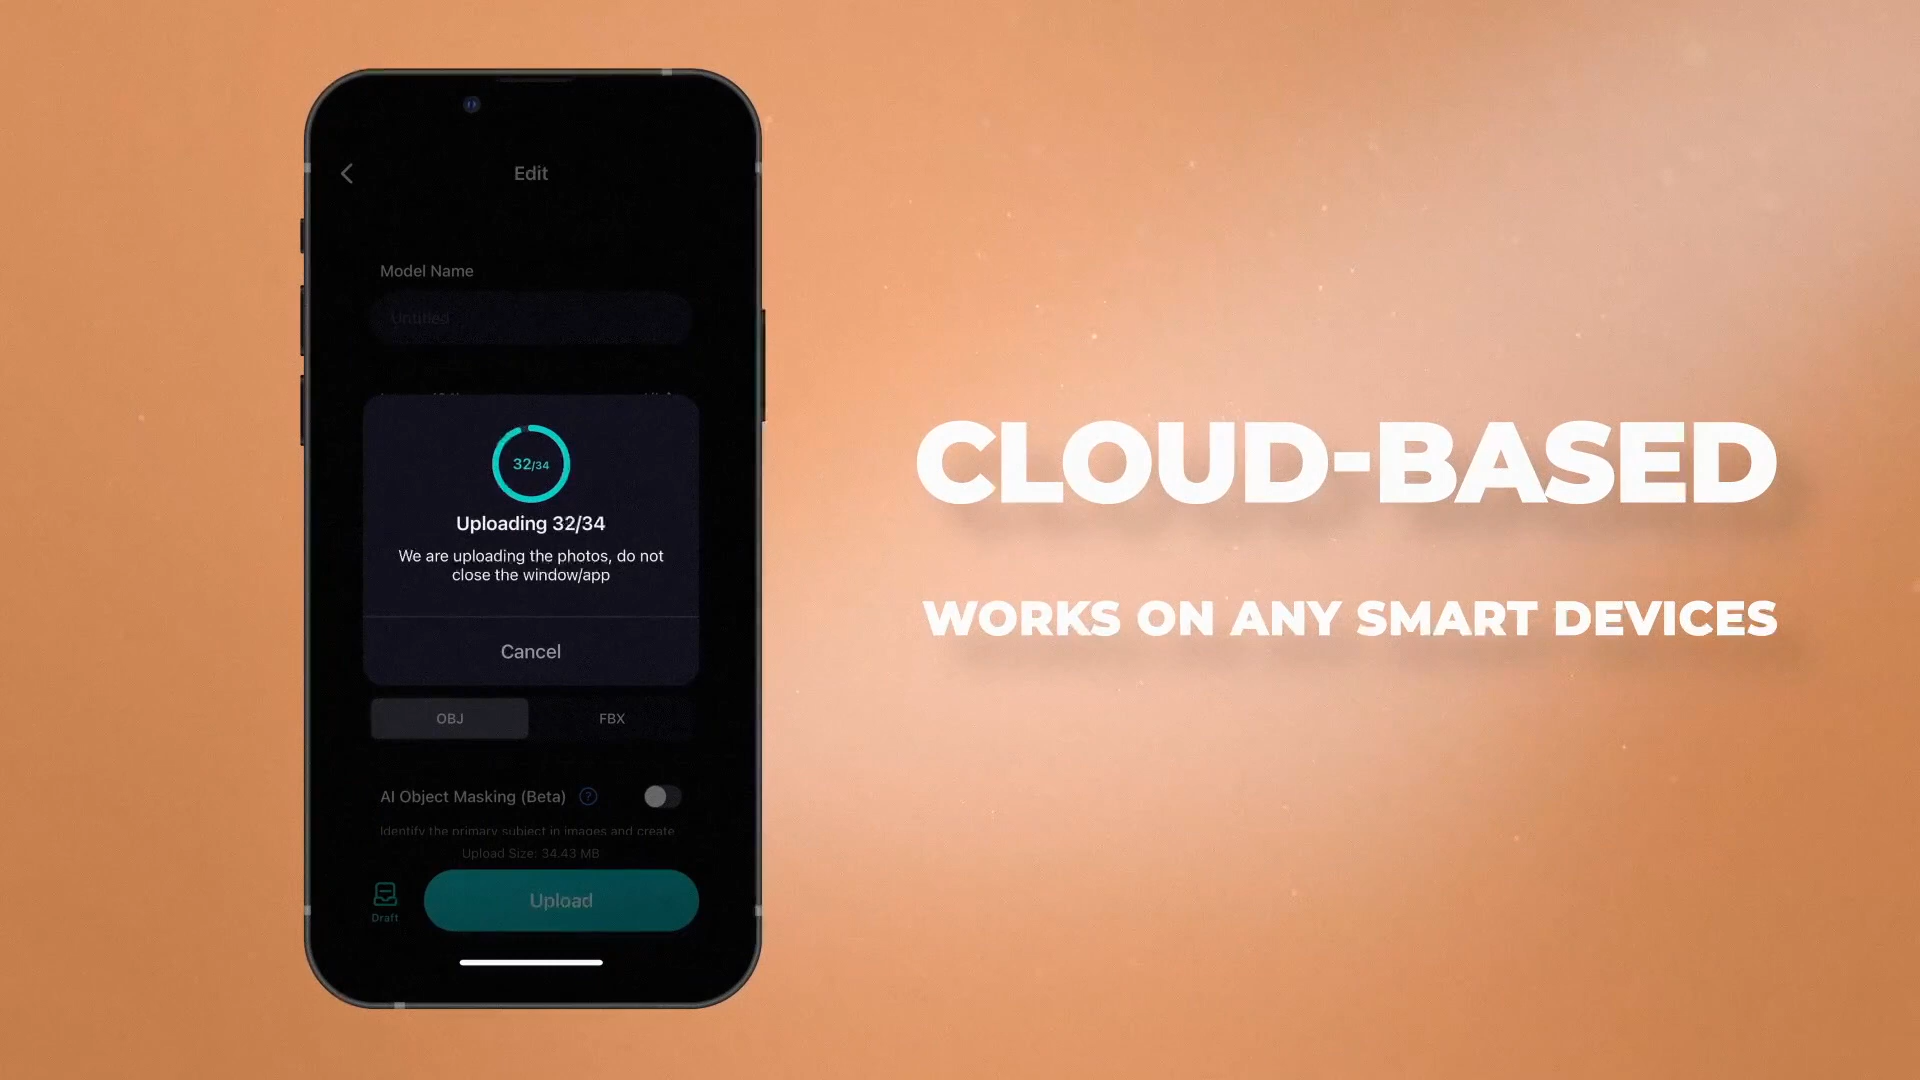 Edit
Model Name
Untitled
32/34
Uploading 32/34
We are uploading the photos, do not
close the window/app
Cancel
OBJ
FBX
AI Object Masking (Beta)
?
Identify the primary subject in images and create
Upload Size: 34.43 MB
Draft
Upload
CLOUD-BASED
WORKS ON ANY SMART DEVICES